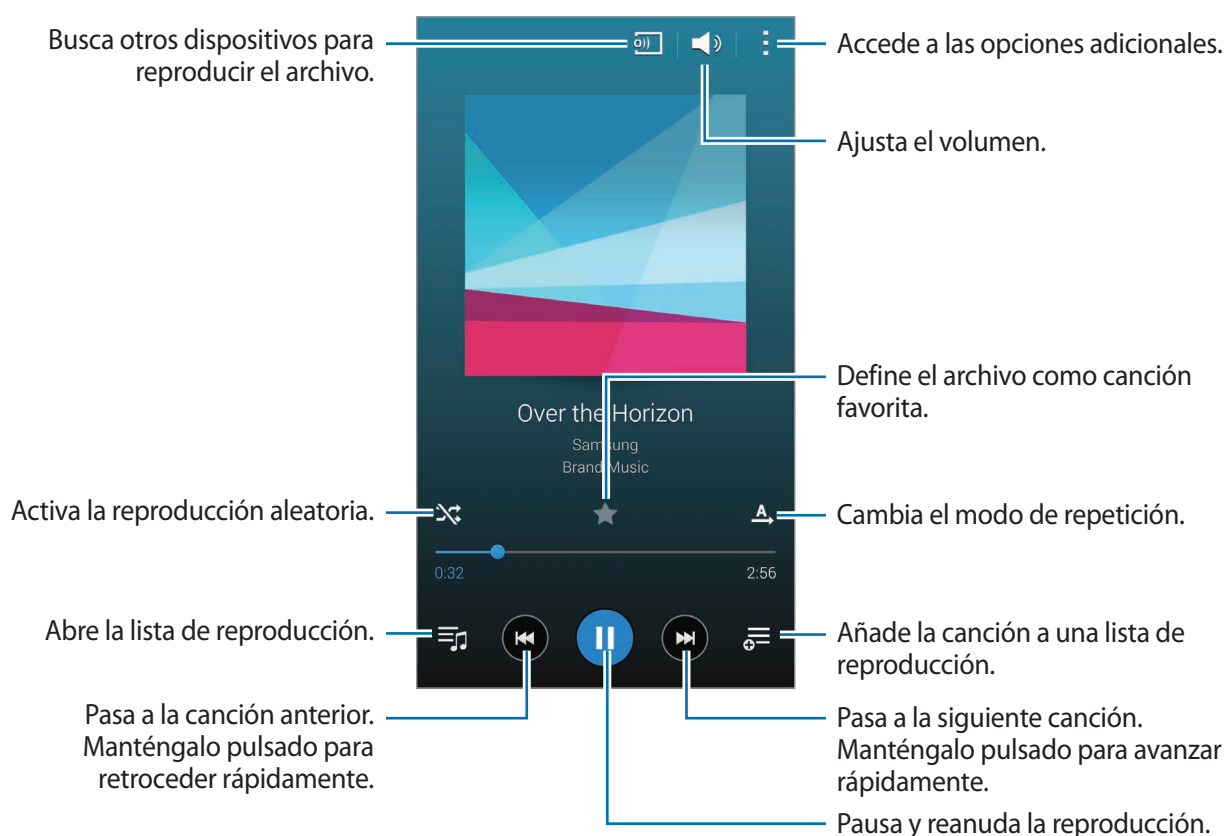 Busca otros dispositivos para
reproducir el archivo.
Accede a las opciones adicionales.
Ajusta el volumen.
Define el archivo como canción
favorita.
Over the Horizon
Samsung
Brand Music
Activa la reproducción aleatoria.
A
Cambia el modo de repetición.
0:32
2:56
Abre la lista de reproducción.
Añade la canción a una lista de
reproducción.
Pasa a la canción anterior.
Manténgalo pulsado para
retroceder rápidamente.
Pasa a la siguiente canción.
Manténgalo pulsado para avanzar
rápidamente.
Pausa y reanuda la reproducción.